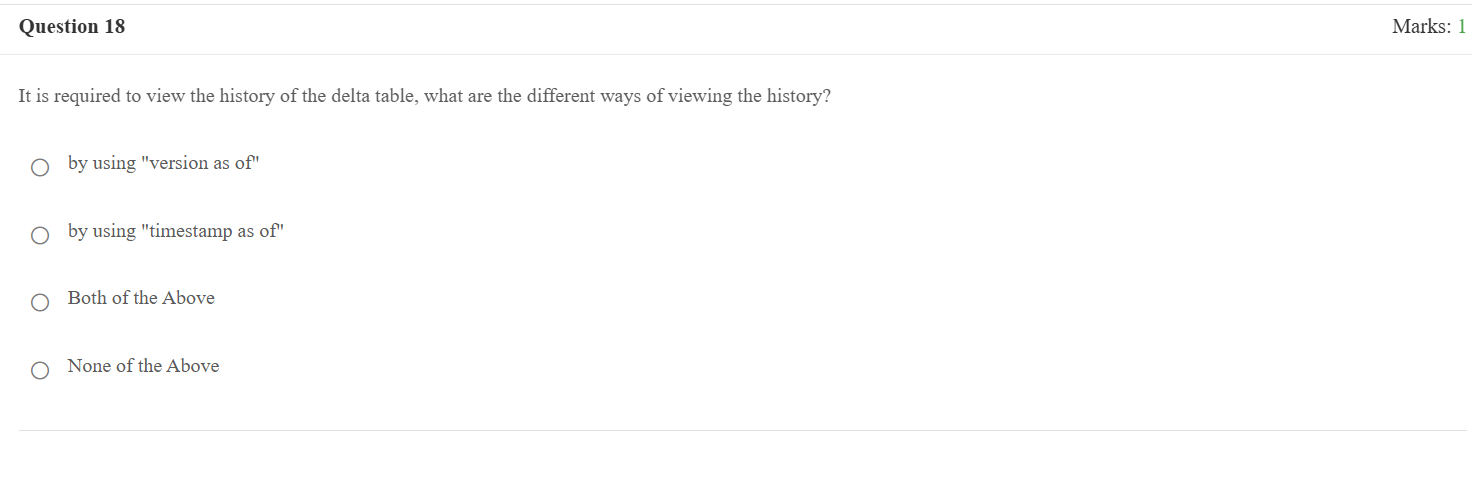 Question 18
Marks: 1
It is required to view the history of the delta table, what are the different ways of viewing the history?
by using "version as of"
by using "timestamp as of"
Both of the Above
None of the Above